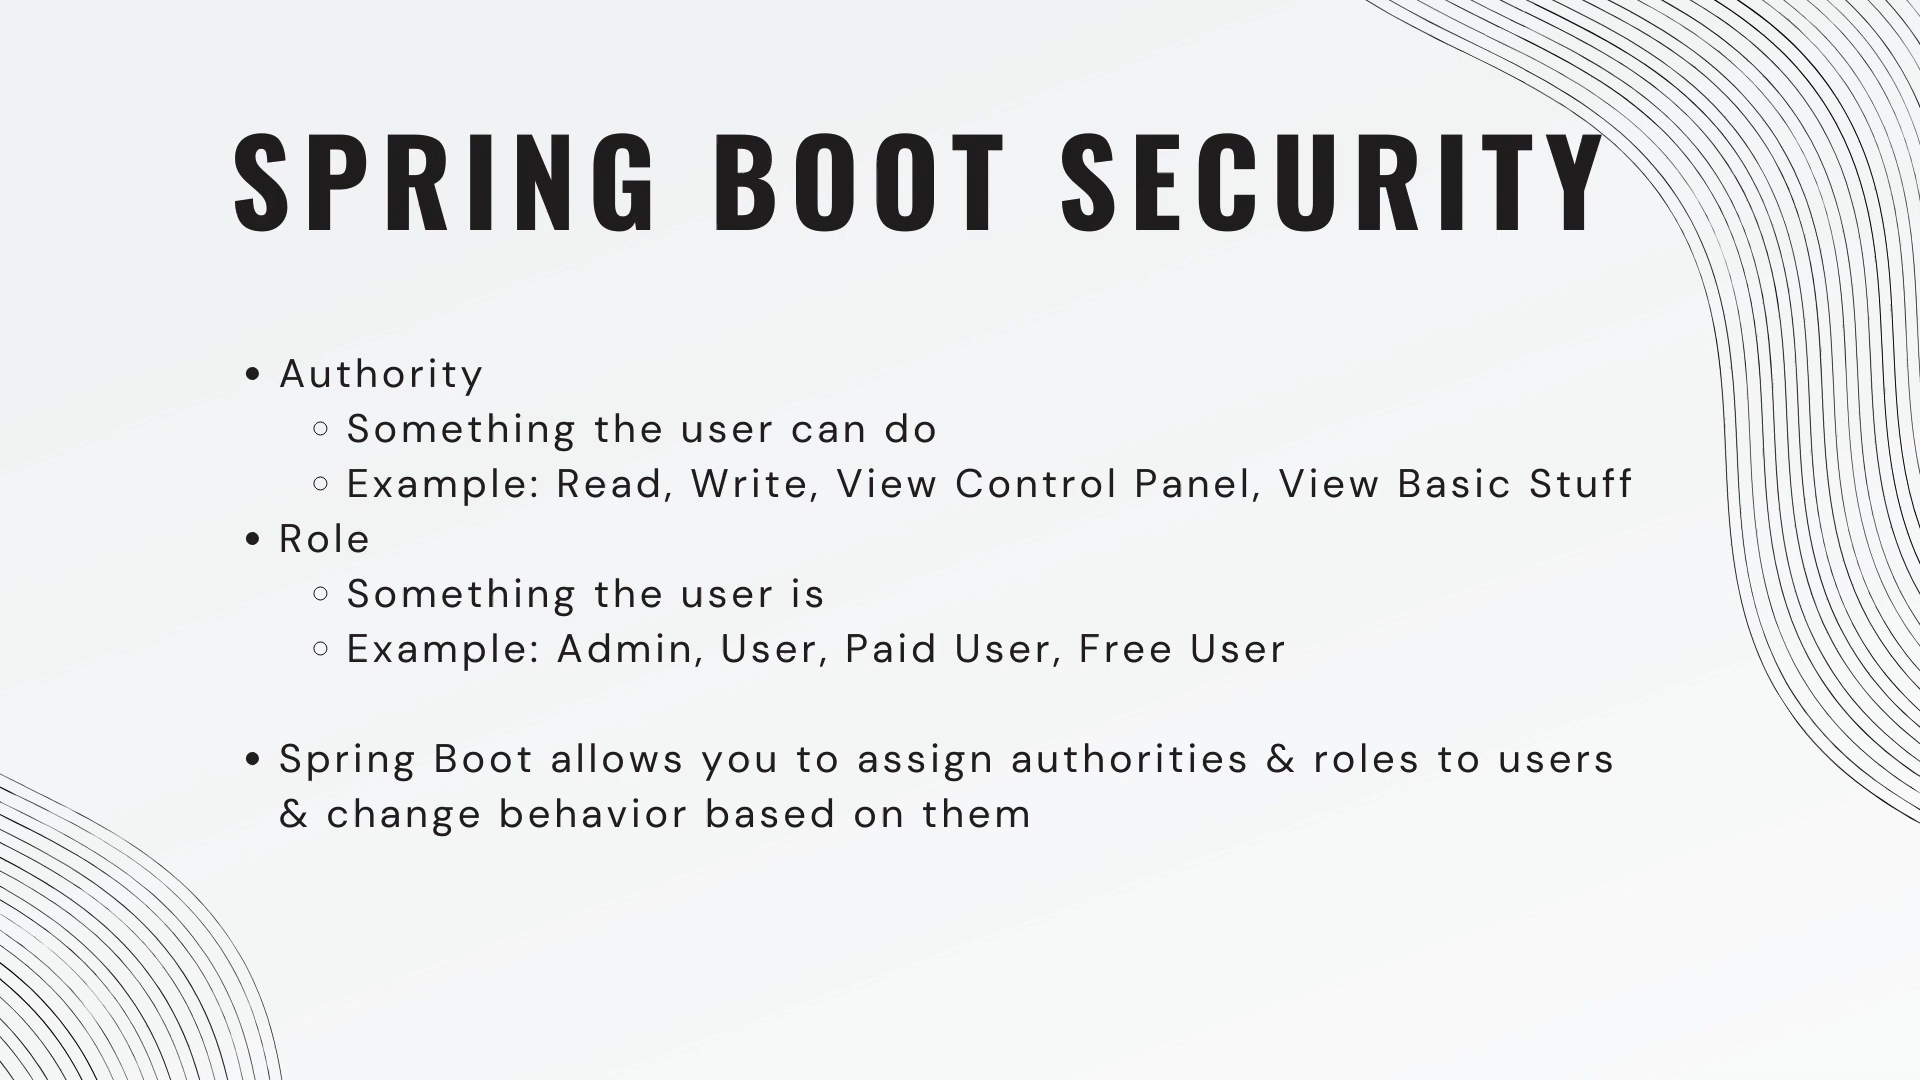 SPRING BOOT SECURITY
• Authority
◦ Something the user can do
◦ Example: Read, Write, View Control Panel, View Basic Stuff
• Role
◦ Something the user is
◦ Example: Admin, User, Paid User, Free User
• Spring Boot allows you to assign authorities & roles to users
& change behavior based on them